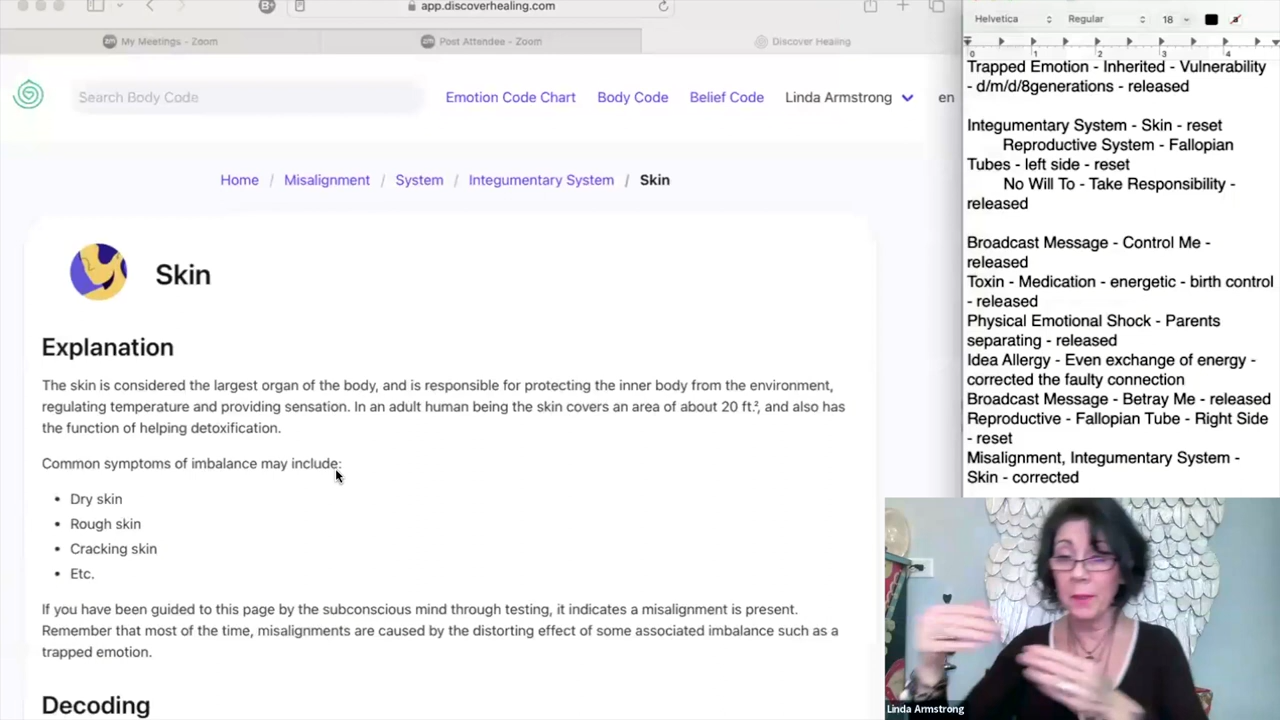 app.discoverhealing.com
My Meetings - Zoom
Post Attendee - Zoom
Discover Healing
Search Body Code
Emotion Code Chart
Body Code
Belief Code
Linda Armstrong
en
Home / Misalignment / System / Integumentary System / Skin
Skin
Explanation
The skin is considered the largest organ of the body, and is responsible for protecting the inner body from the environment,
regulating temperature and providing sensation. In an adult human being the skin covers an area of about 20 ft.², and also has
the function of helping detoxification.
Common symptoms of imbalance may include:
• Dry skin
• Rough skin
• Cracking skin
• Etc.
If you have been guided to this page by the subconscious mind through testing, it indicates a misalignment is present.
Remember that most of the time, misalignments are caused by the distorting effect of some associated imbalance such as a
trapped emotion.
Decoding
Helvetica
Regular
18
0 1 2 3 4
Trapped Emotion - Inherited - Vulnerability
- d/m/d/8generations - released
Integumentary System - Skin - reset
Reproductive System - Fallopian
Tubes - left side - reset
No Will To - Take Responsibility -
released
Broadcast Message - Control Me -
released
Toxin - Medication - energetic - birth control
- released
Physical Emotional Shock - Parents
separating - released
Idea Allergy - Even exchange of energy -
corrected the faulty connection
Broadcast Message - Betray Me - released
Reproductive - Fallopian Tube - Right Side
- reset
Misalignment, Integumentary System -
Skin - corrected
Linda Armstrong